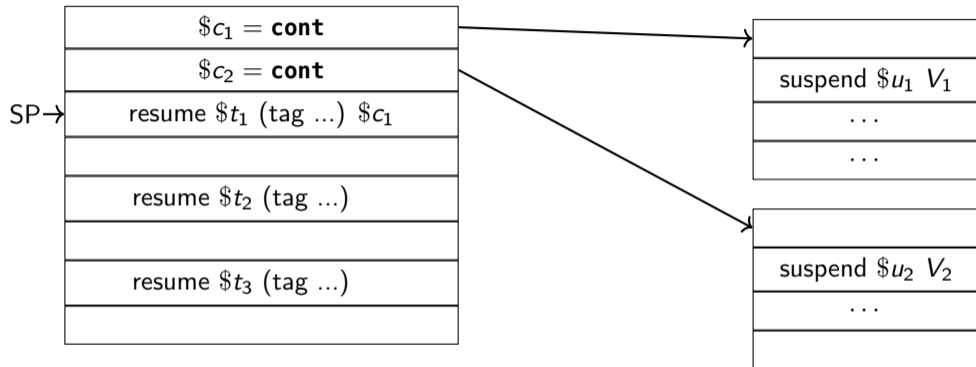 $c₁ = cont
$c₂ = cont
SP
resume $t₁ (tag ...) $c₁
resume $t₂ (tag ...)
resume $t₃ (tag ...)
suspend $u₁ V₁
...
...
suspend $u₂ V₂
...